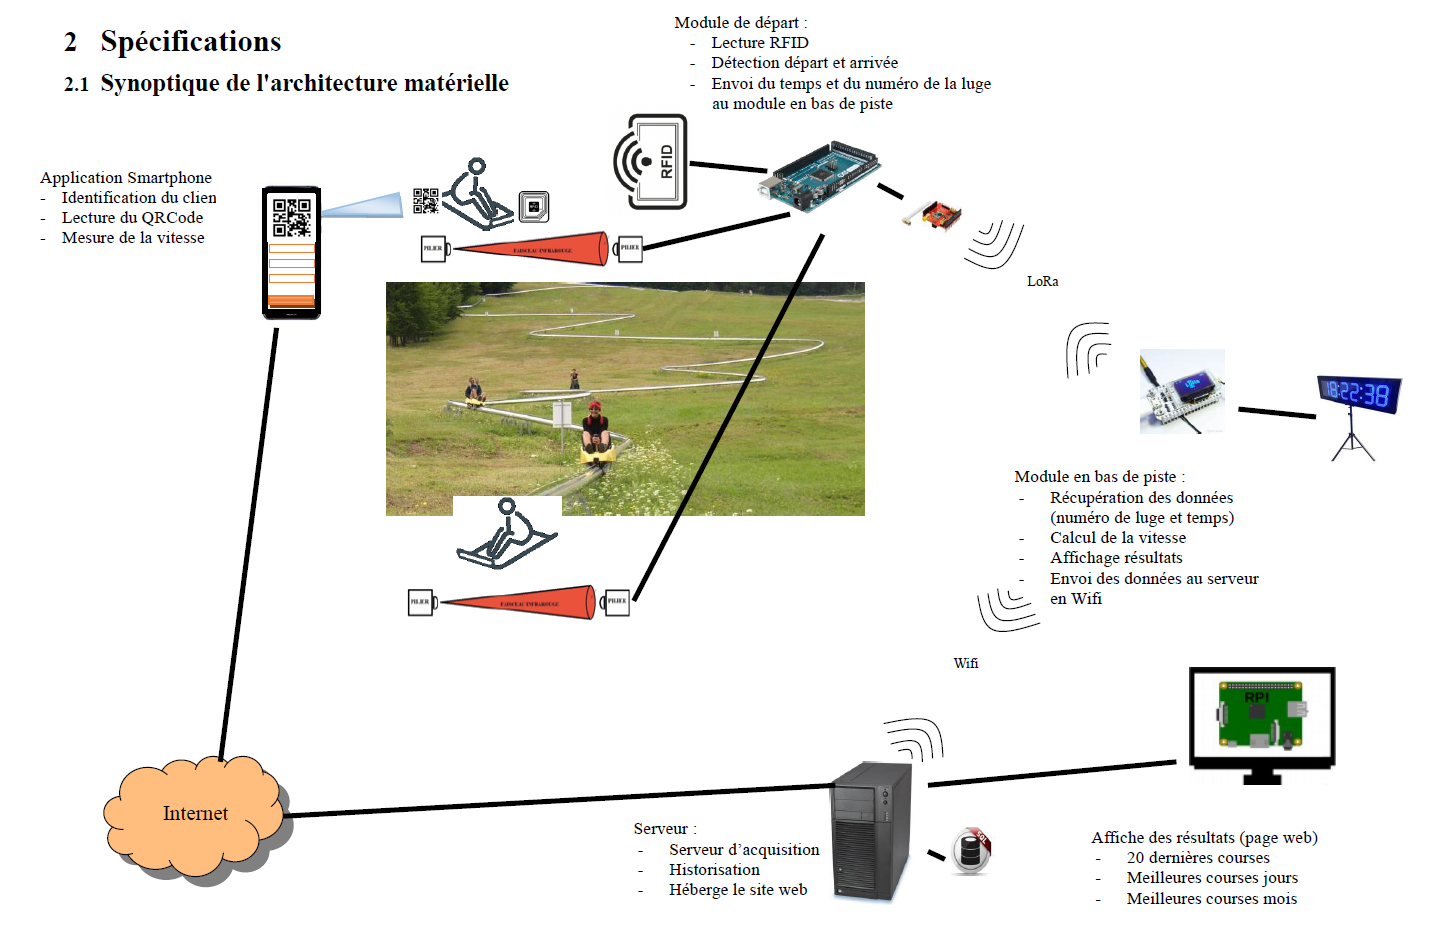 2 Spécifications
2.1 Synoptique de l'architecture matérielle
Module de départ :
- Lecture RFID
- Détection départ et arrivée
- Envoi du temps et du numéro de la luge
au module en bas de piste
Application Smartphone
- Identification du clien
- Lecture du QRCode
- Mesure de la vitesse
RFID
PILIER
FAISCEAU INFRAROUGE
PILIER
LoRa
18:22:38
Module en bas de piste :
- Récupération des données
(numéro de luge et temps)
- Calcul de la vitesse
- Affichage résultats
- Envoi des données au serveur
en Wifi
PILIER
FAISCEAU INFRAROUGE
PILIER
Wifi
RPI
Internet
Serveur :
- Serveur d’acquisition
- Historisation
- Héberge le site web
SQL
Affiche des résultats (page web)
- 20 dernières courses
- Meilleures courses jours
- Meilleures courses mois